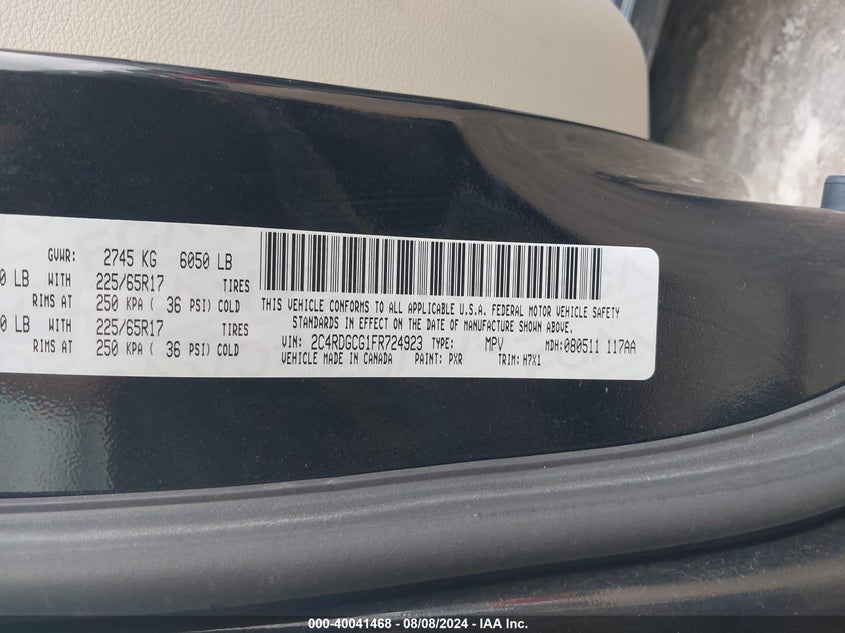 GVWR: 2745 KG 6050 LB
0 LB WITH 225/65R17 TIRES
RIMS AT 250 KPA ( 36 PSI) COLD
0 LB WITH 225/65R17 TIRES
RIMS AT 250 KPA ( 36 PSI) COLD
THIS VEHICLE CONFORMS TO ALL APPLICABLE U.S.A. FEDERAL MOTOR VEHICLE SAFETY
STANDARDS IN EFFECT ON THE DATE OF MANUFACTURE SHOWN ABOVE.
VIN: 2C4RDGCG1FR724923 TYPE: MPV MDH: 080511 117AA
VEHICLE MADE IN CANADA PAINT: PXR TRIM: H7X1
000-40041468 - 08/08/2024 - IAA Inc.